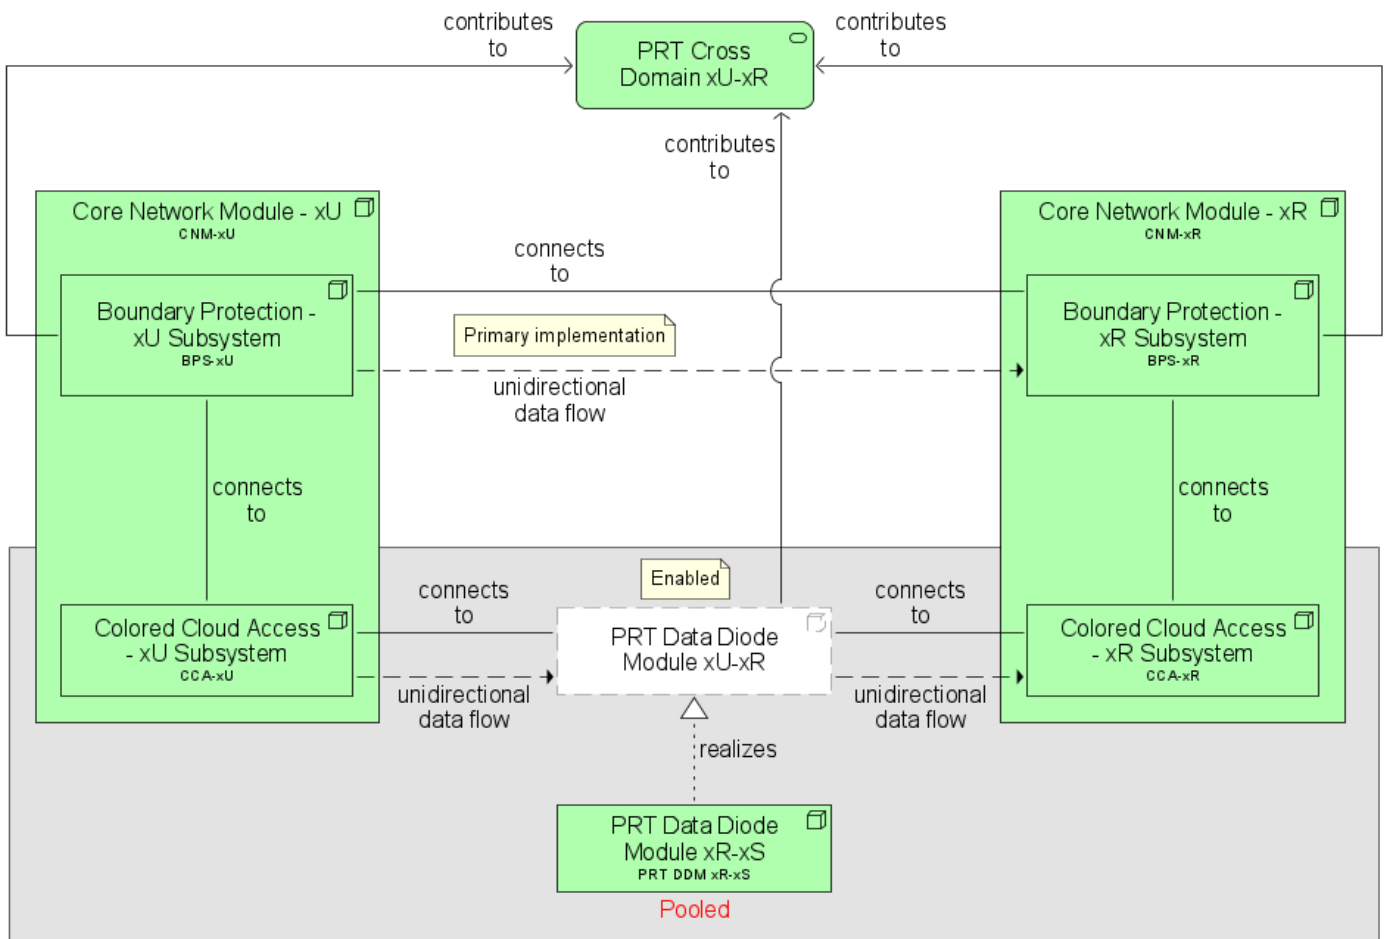 contributes
to
PRT Cross
Domain xU-xR
contributes
to
contributes
to
Core Network Module - xU
CNM-xU
Core Network Module - xR
CNM-xR
connects
to
Boundary Protection -
xU Subsystem
BPS-xU
Primary implementation
Boundary Protection -
xR Subsystem
BPS-xR
unidirectional
data flow
connects
to
connects
to
Enabled
connects
to
connects
to
Colored Cloud Access
- xU Subsystem
CCA-xU
PRT Data Diode
Module xU-xR
Colored Cloud Access
- xR Subsystem
CCA-xR
unidirectional
data flow
unidirectional
data flow
realizes
PRT Data Diode
Module xR-xS
PRT DDM xR-xS
Pooled